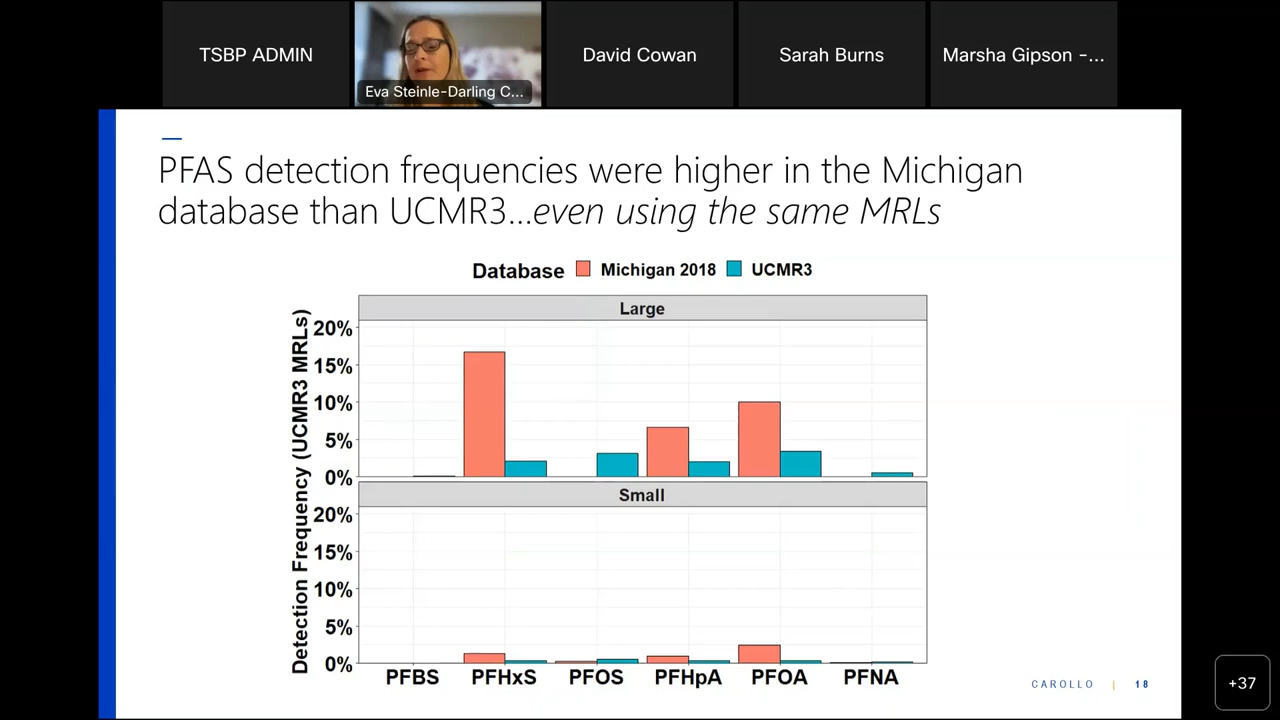 TSBP ADMIN
Eva Steinle-Darling C...
David Cowan
Sarah Burns
Marsha Gipson -...
PFAS detection frequencies were higher in the Michigan
database than UCMR3...even using the same MRLs
Database Michigan 2018 UCMR3
Detection Frequency (UCMR3 MRLs)
Large
20%
15%
10%
5%
0%
Small
20%
15%
10%
5%
0%
PFBS PFHxS PFOS PFHpA PFOA PFNA
CAROLLO | 18
+37